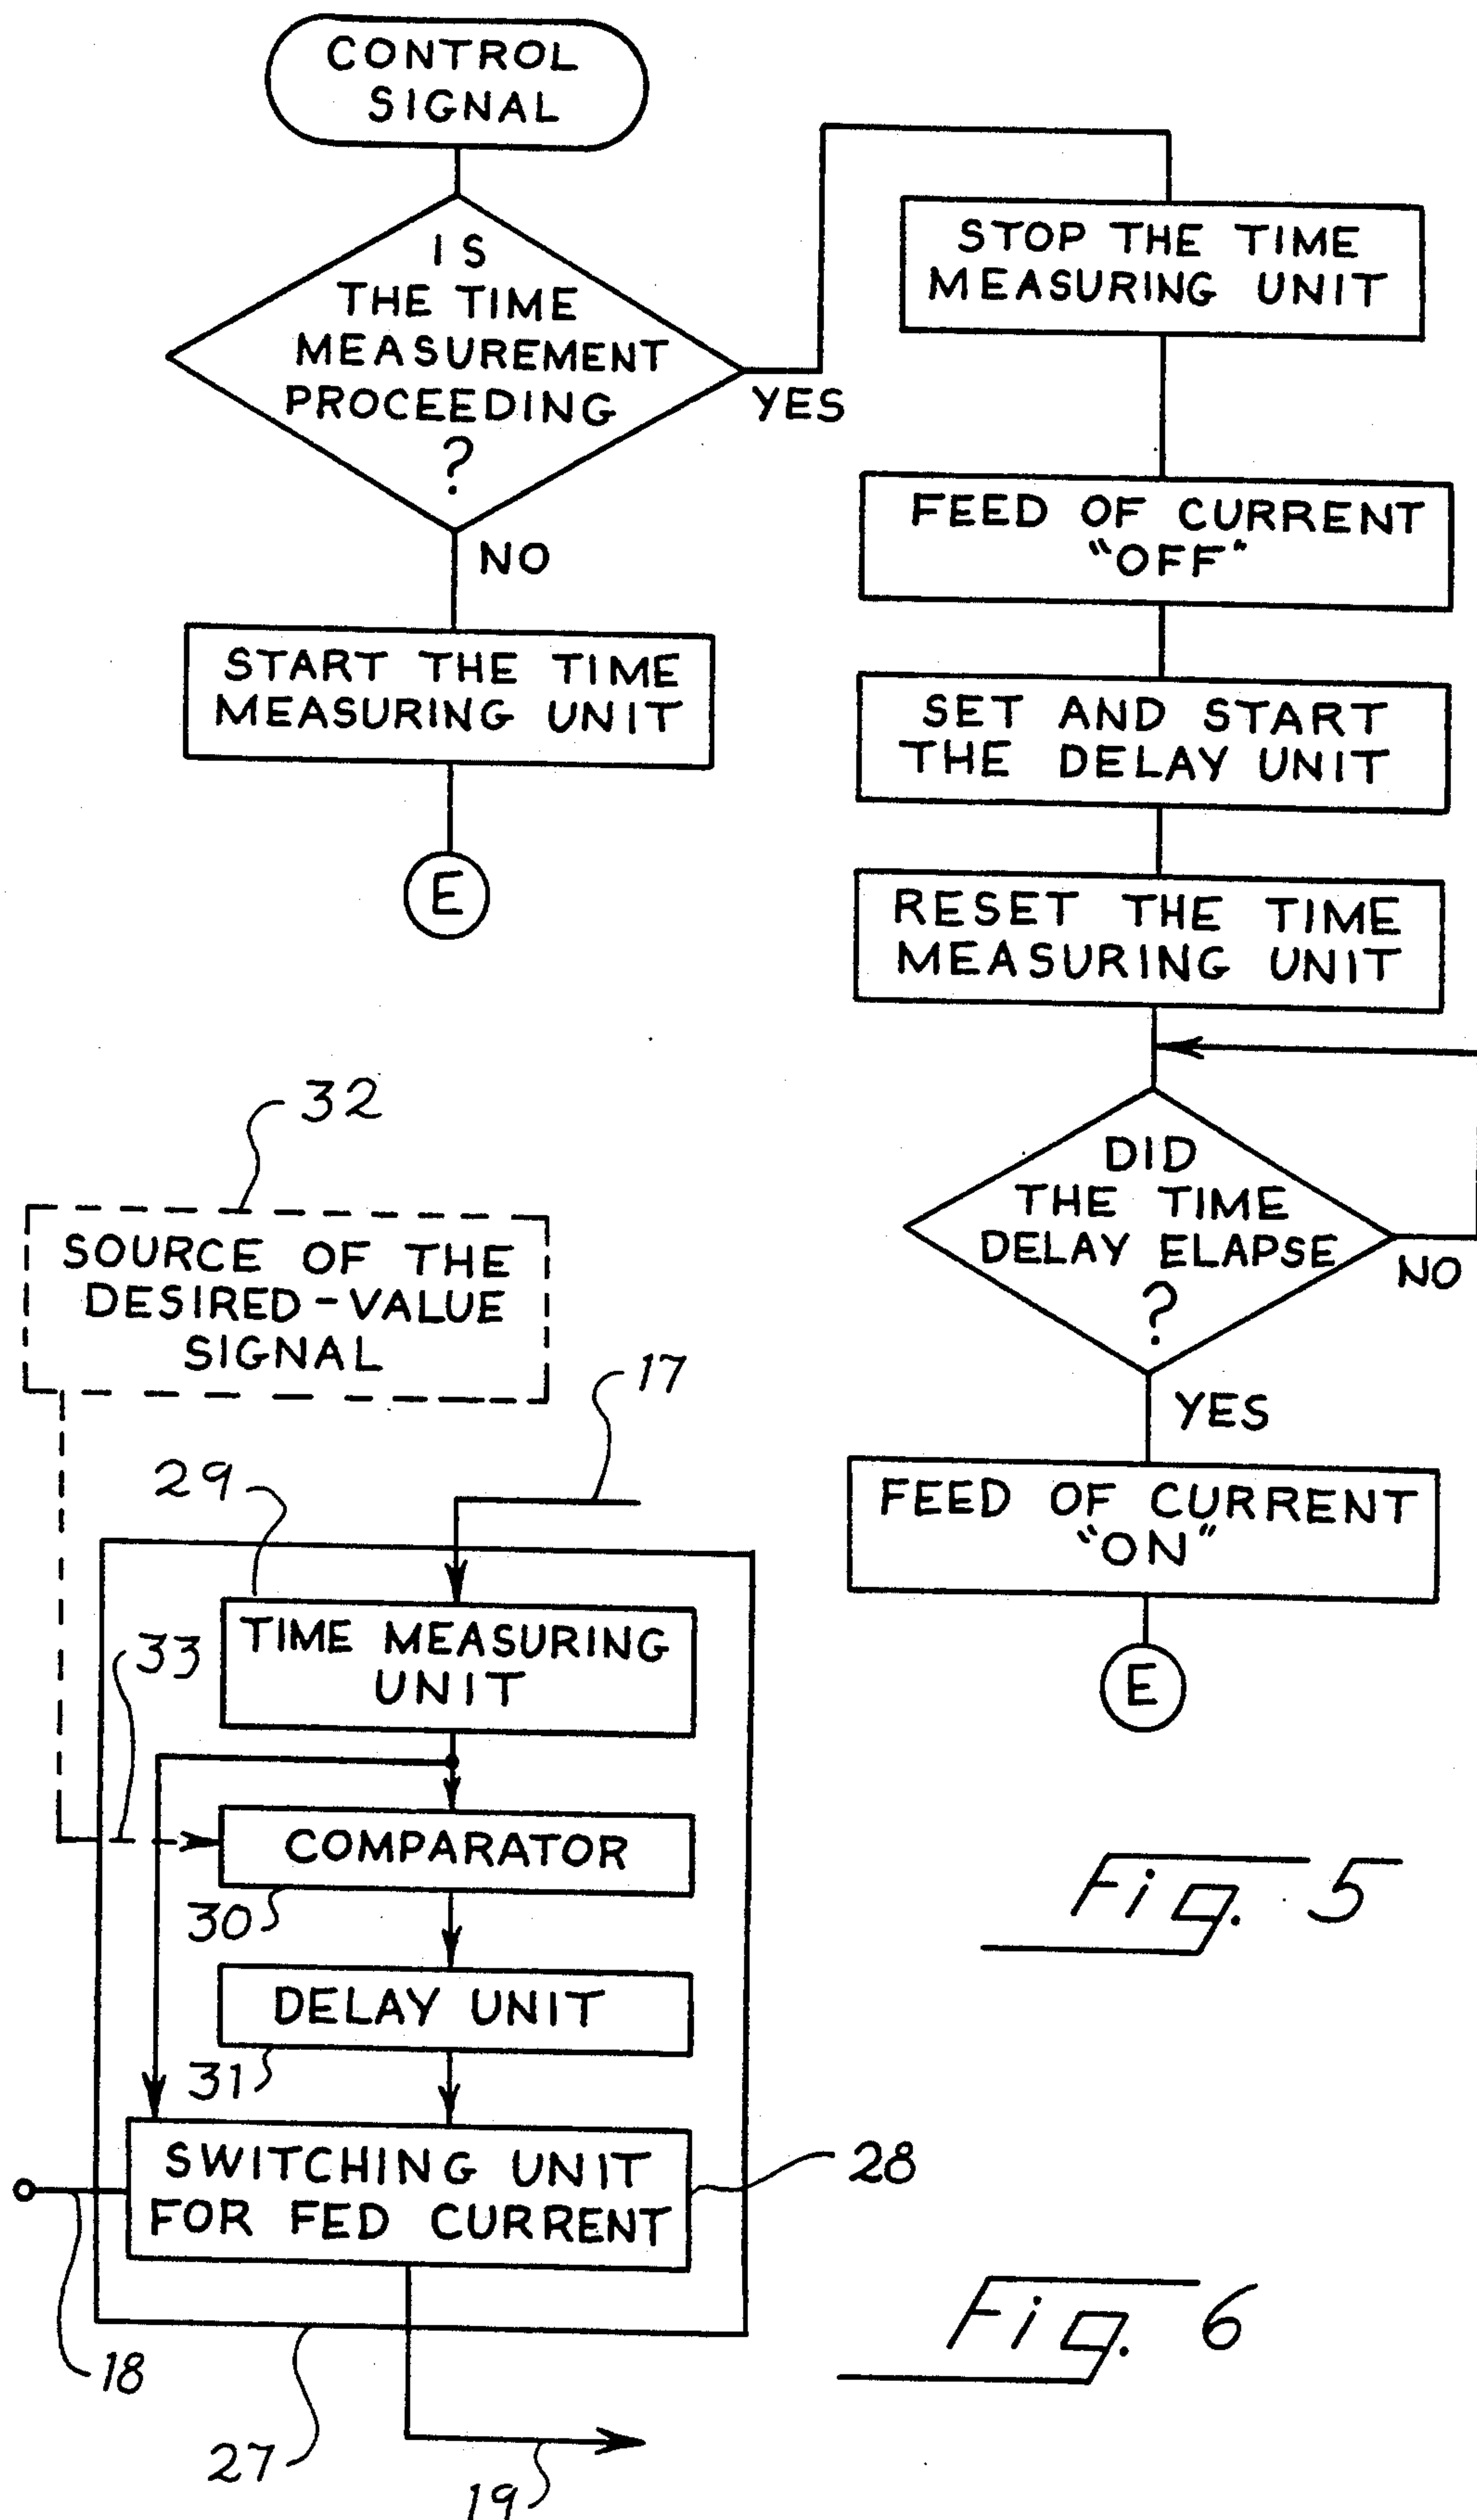 CONTROL
SIGNAL
IS
THE TIME
MEASUREMENT
PROCEEDING
?
YES
NO
START THE TIME
MEASURING UNIT
E
STOP THE TIME
MEASURING UNIT
FEED OF CURRENT
"OFF"
SET AND START
THE DELAY UNIT
RESET THE TIME
MEASURING UNIT
DID
THE TIME
DELAY ELAPSE
?
NO
YES
FEED OF CURRENT
"ON"
E
Fig. 5
32
SOURCE OF THE
DESIRED-VALUE
SIGNAL
17
29
TIME MEASURING
UNIT
33
COMPARATOR
30
DELAY UNIT
31
SWITCHING UNIT
FOR FED CURRENT
28
18
27
19
Fig. 6